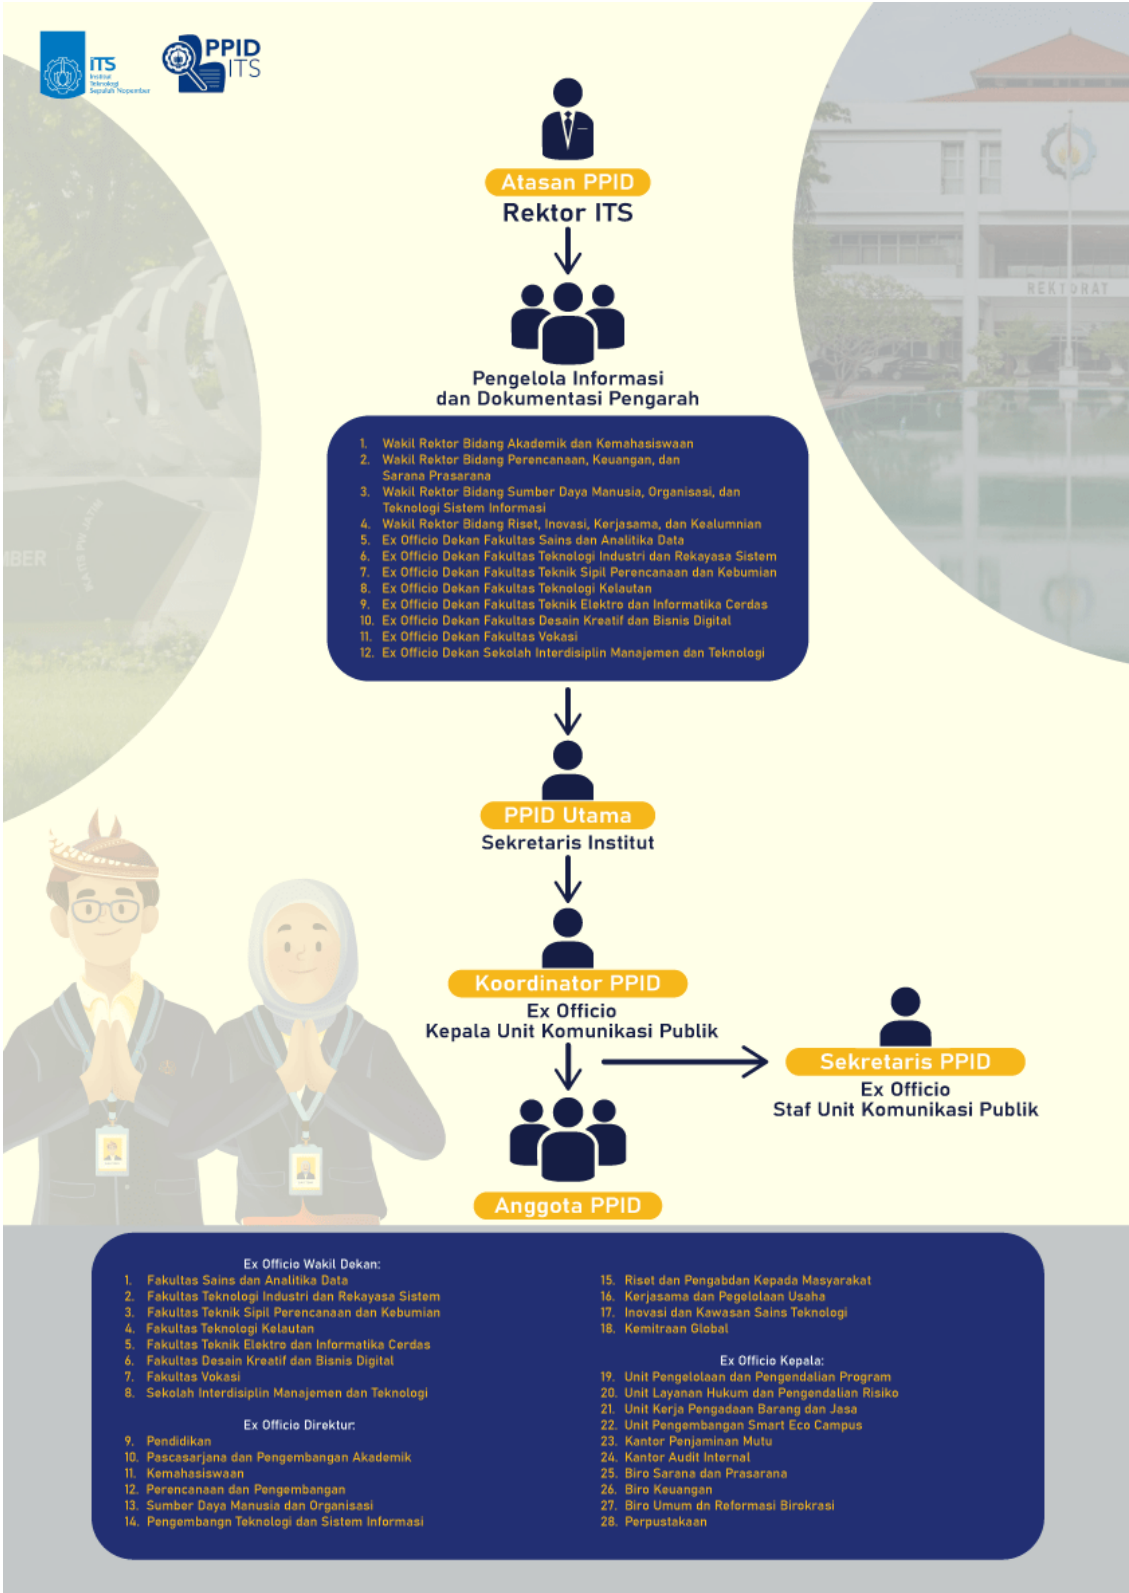 iTS
Institut
Teknologi
Sepuluh Nopember
PPID
ITS
Atasan PPID
Rektor ITS
REKTORAT
Pengelola Informasi
dan Dokumentasi Pengarah
1. Wakil Rektor Bidang Akademik dan Kemahasiswaan
2. Wakil Rektor Bidang Perencanaan, Keuangan, dan
Sarana Prasarana
3. Wakil Rektor Bidang Sumber Daya Manusia, Organisasi, dan
Teknologi Sistem Informasi
4. Wakil Rektor Bidang Riset, Inovasi, Kerjasama, dan Kealumnian
5. Ex Officio Dekan Fakultas Sains dan Analitika Data
6. Ex Officio Dekan Fakultas Teknologi Industri dan Rekayasa Sistem
7. Ex Officio Dekan Fakultas Teknik Sipil Perencanaan dan Kebumian
8. Ex Officio Dekan Fakultas Teknologi Kelautan
9. Ex Officio Dekan Fakultas Teknik Elektro dan Informatika Cerdas
10. Ex Officio Dekan Fakultas Desain Kreatif dan Bisnis Digital
11. Ex Officio Dekan Fakultas Vokasi
12. Ex Officio Dekan Sekolah Interdisiplin Manajemen dan Teknologi
MBER
PPID Utama
Sekretaris Institut
Koordinator PPID
Ex Officio
Kepala Unit Komunikasi Publik
Sekretaris PPID
Ex Officio
Staf Unit Komunikasi Publik
Anggota PPID
Ex Officio Wakil Dekan:
1. Fakultas Sains dan Analitika Data
2. Fakultas Teknologi Industri dan Rekayasa Sistem
3. Fakultas Teknik Sipil Perencanaan dan Kebumian
4. Fakultas Teknologi Kelautan
5. Fakultas Teknik Elektro dan Informatika Cerdas
6. Fakultas Desain Kreatif dan Bisnis Digital
7. Fakultas Vokasi
8. Sekolah Interdisiplin Manajemen dan Teknologi
Ex Officio Direktur:
9. Pendidikan
10. Pascasarjana dan Pengembangan Akademik
11. Kemahasiswaan
12. Perencanaan dan Pengembangan
13. Sumber Daya Manusia dan Organisasi
14. Pengembangn Teknologi dan Sistem Informasi
15. Riset dan Pengabdan Kepada Masyarakat
16. Kerjasama dan Pegelolaan Usaha
17. Inovasi dan Kawasan Sains Teknologi
18. Kemitraan Global
Ex Officio Kepala:
19. Unit Pengelolaan dan Pengendalian Program
20. Unit Layanan Hukum dan Pengendalian Risiko
21. Unit Kerja Pengadaan Barang dan Jasa
22. Unit Pengembangan Smart Eco Campus
23. Kantor Penjaminan Mutu
24. Kantor Audit Internal
25. Biro Sarana dan Prasarana
26. Biro Keuangan
27. Biro Umum dn Reformasi Birokrasi
28. Perpustakaan